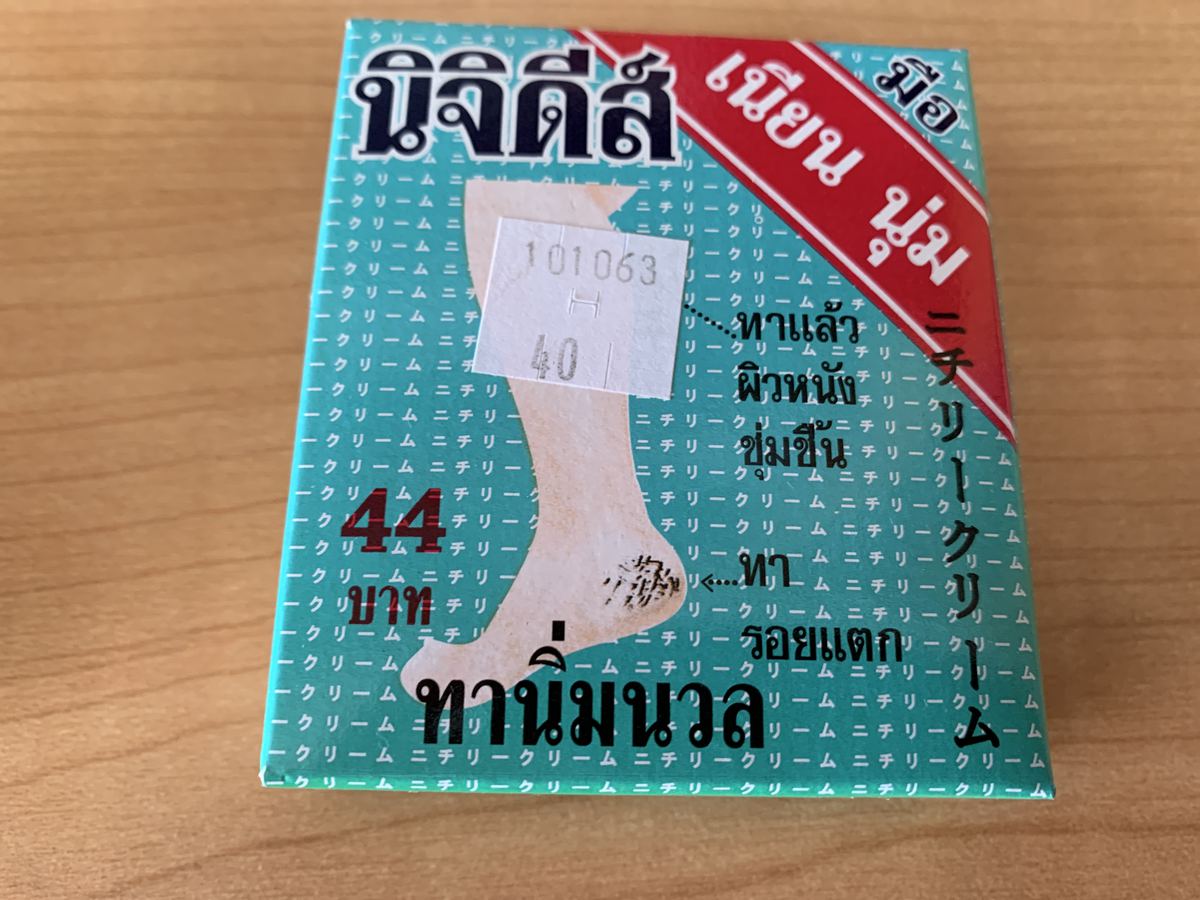 นิจิดีส์
มือ
เนียน นุ่ม
101063
H
40
ทาแล้ว
ผิวหนัง
ชุ่มชื้น
ニチリークリーム
44
บาท
ทา
รอยแตก
ทานิ่มนวล